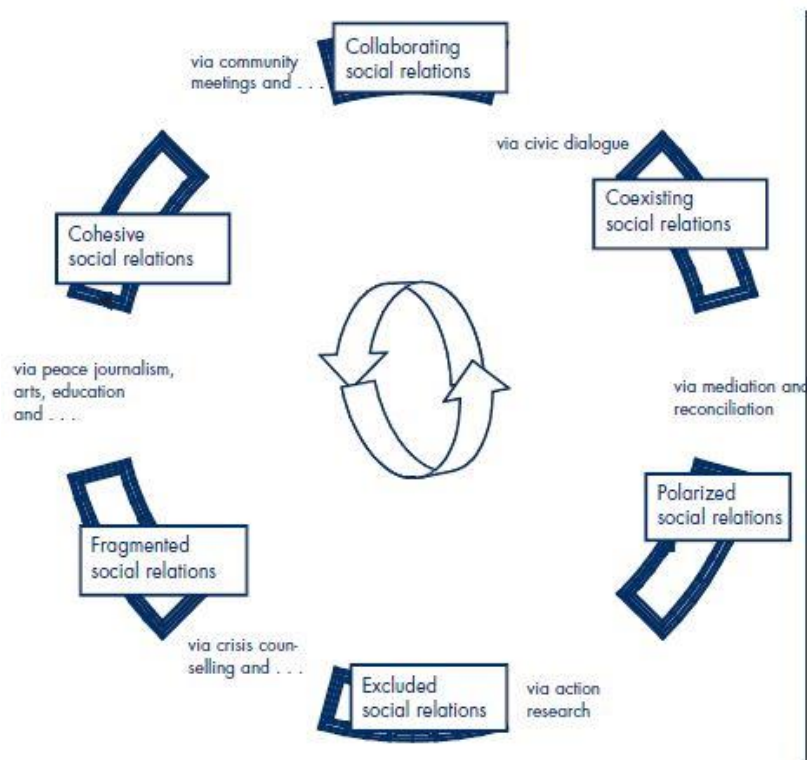 Collaborating
social relations
via community
meetings and . . .
via civic dialogue
Coexisting
social relations
Cohesive
social relations
via peace journalism,
arts, education
and . . .
via mediation and
reconciliation
Polarized
social relations
Fragmented
social relations
via crisis coun-
selling and . . .
Excluded
social relations
via action
research